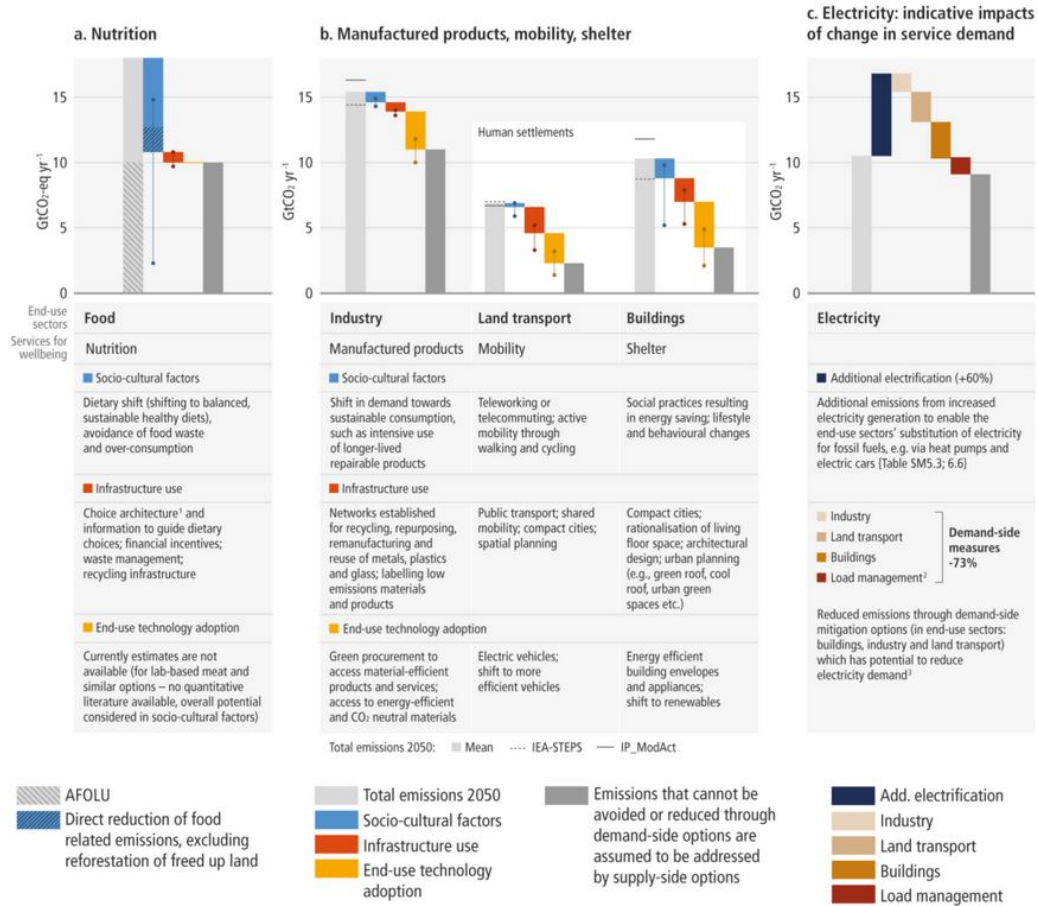 a. Nutrition
b. Manufactured products, mobility, shelter
c. Electricity: indicative impacts
of change in service demand
GtCO₂-eq yr⁻¹
15
10
5
0
GtCO₂ yr⁻¹
15
10
5
0
Human settlements
GtCO₂ yr⁻¹
15
10
5
0
End-use
sectors
Services for
wellbeing
Food
Nutrition
Socio-cultural factors
Dietary shift (shifting to balanced,
sustainable healthy diets),
avoidance of food waste
and over-consumption
Infrastructure use
Choice architecture¹ and
information to guide dietary
choices; financial incentives;
waste management;
recycling infrastructure
End-use technology adoption
Currently estimates are not
available (for lab-based meat and
similar options – no quantitative
literature available, overall potential
considered in socio-cultural factors)
Industry
Land transport
Buildings
Manufactured products
Mobility
Shelter
Socio-cultural factors
Shift in demand towards
sustainable consumption,
such as intensive use
of longer-lived
repairable products
Teleworking or
telecommuting; active
mobility through
walking and cycling
Social practices resulting
in energy saving; lifestyle
and behavioural changes
Infrastructure use
Networks established
for recycling, repurposing,
remanufacturing and
reuse of metals, plastics
and glass; labelling low
emissions materials
and products
Public transport; shared
mobility; compact cities;
spatial planning
Compact cities;
rationalisation of living
floor space; architectural
design; urban planning
(e.g., green roof, cool
roof, urban green
spaces etc.)
End-use technology adoption
Green procurement to
access material-efficient
products and services;
access to energy-efficient
and CO₂ neutral materials
Electric vehicles;
shift to more
efficient vehicles
Energy efficient
building envelopes
and appliances;
shift to renewables
Total emissions 2050: Mean IEA-STEPS IP_ModAct
Electricity
Additional electrification (+60%)
Additional emissions from increased
electricity generation to enable the
end-use sectors' substitution of electricity
for fossil fuels, e.g. via heat pumps and
electric cars {Table SM5.3; 6.6}
Industry
Land transport
Buildings
Load management²
Demand-side
measures
-73%
Reduced emissions through demand-side
mitigation options (in end-use sectors:
buildings, industry and land transport)
which has potential to reduce
electricity demand³
AFOLU
Direct reduction of food
related emissions, excluding
reforestation of freed up land
Total emissions 2050
Socio-cultural factors
Infrastructure use
End-use technology
adoption
Emissions that cannot be
avoided or reduced through
demand-side options are
assumed to be addressed
by supply-side options
Add. electrification
Industry
Land transport
Buildings
Load management